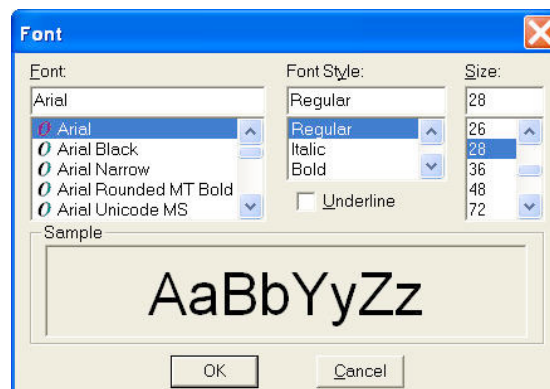 Font
Font: Font Style: Size:
Arial Regular 28
Arial Regular 26
Arial Black Italic 28
Arial Narrow Bold 36
Arial Rounded MT Bold 48
Arial Unicode MS Underline 72
Sample
AaBbYyZz
OK Cancel